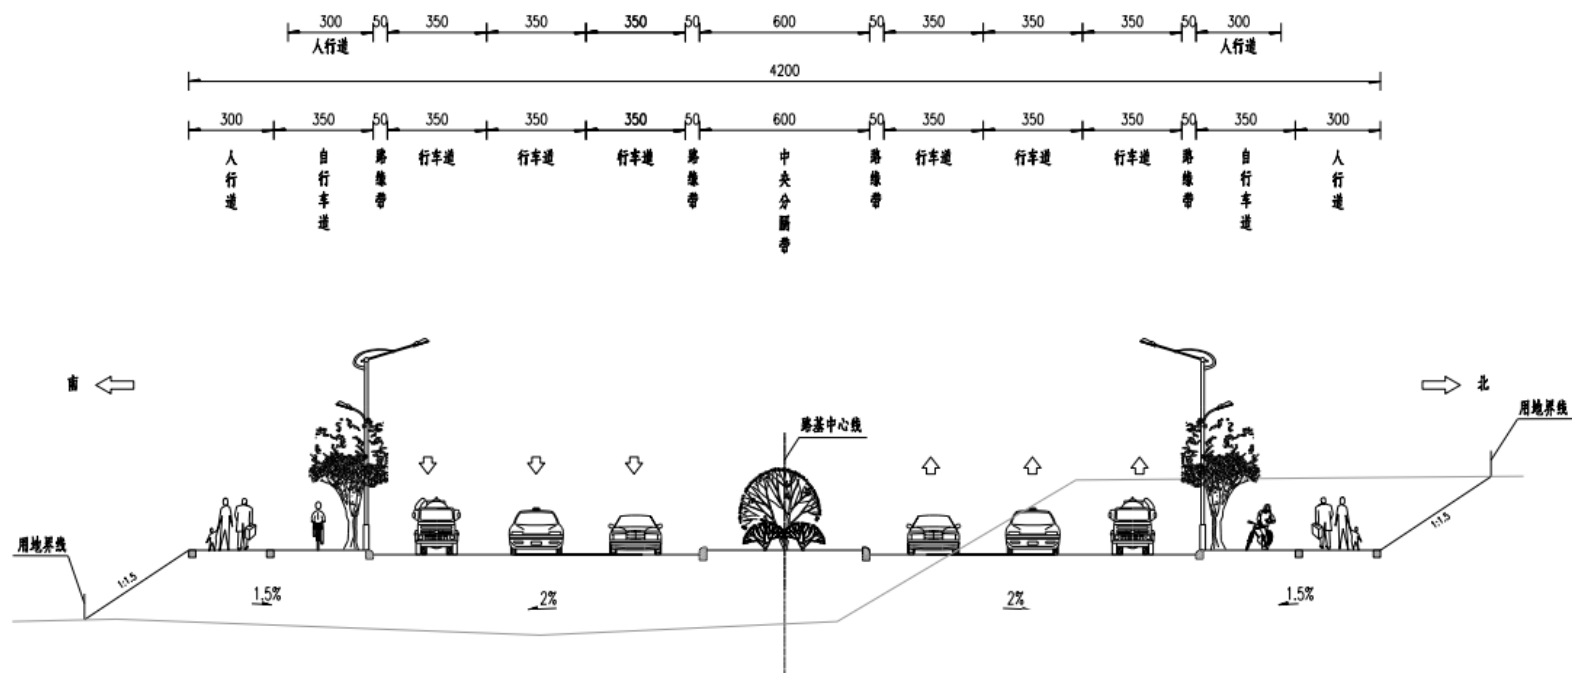 300 50 350 350 350 50 600 50 350 350 350 50 300
人行道 人行道
4200
300 350 50 350 350 350 50 600 50 350 350 350 50 350 300
人行道 自行车道 路缘带 行车道 行车道 行车道 路缘带 中央分隔带 路缘带 行车道 行车道 行车道 路缘带 自行车道 人行道
南 北
用地界线
路基中心线
用地界线
1:1.5 1:1.5
1.5% 2% 2% 1.5%